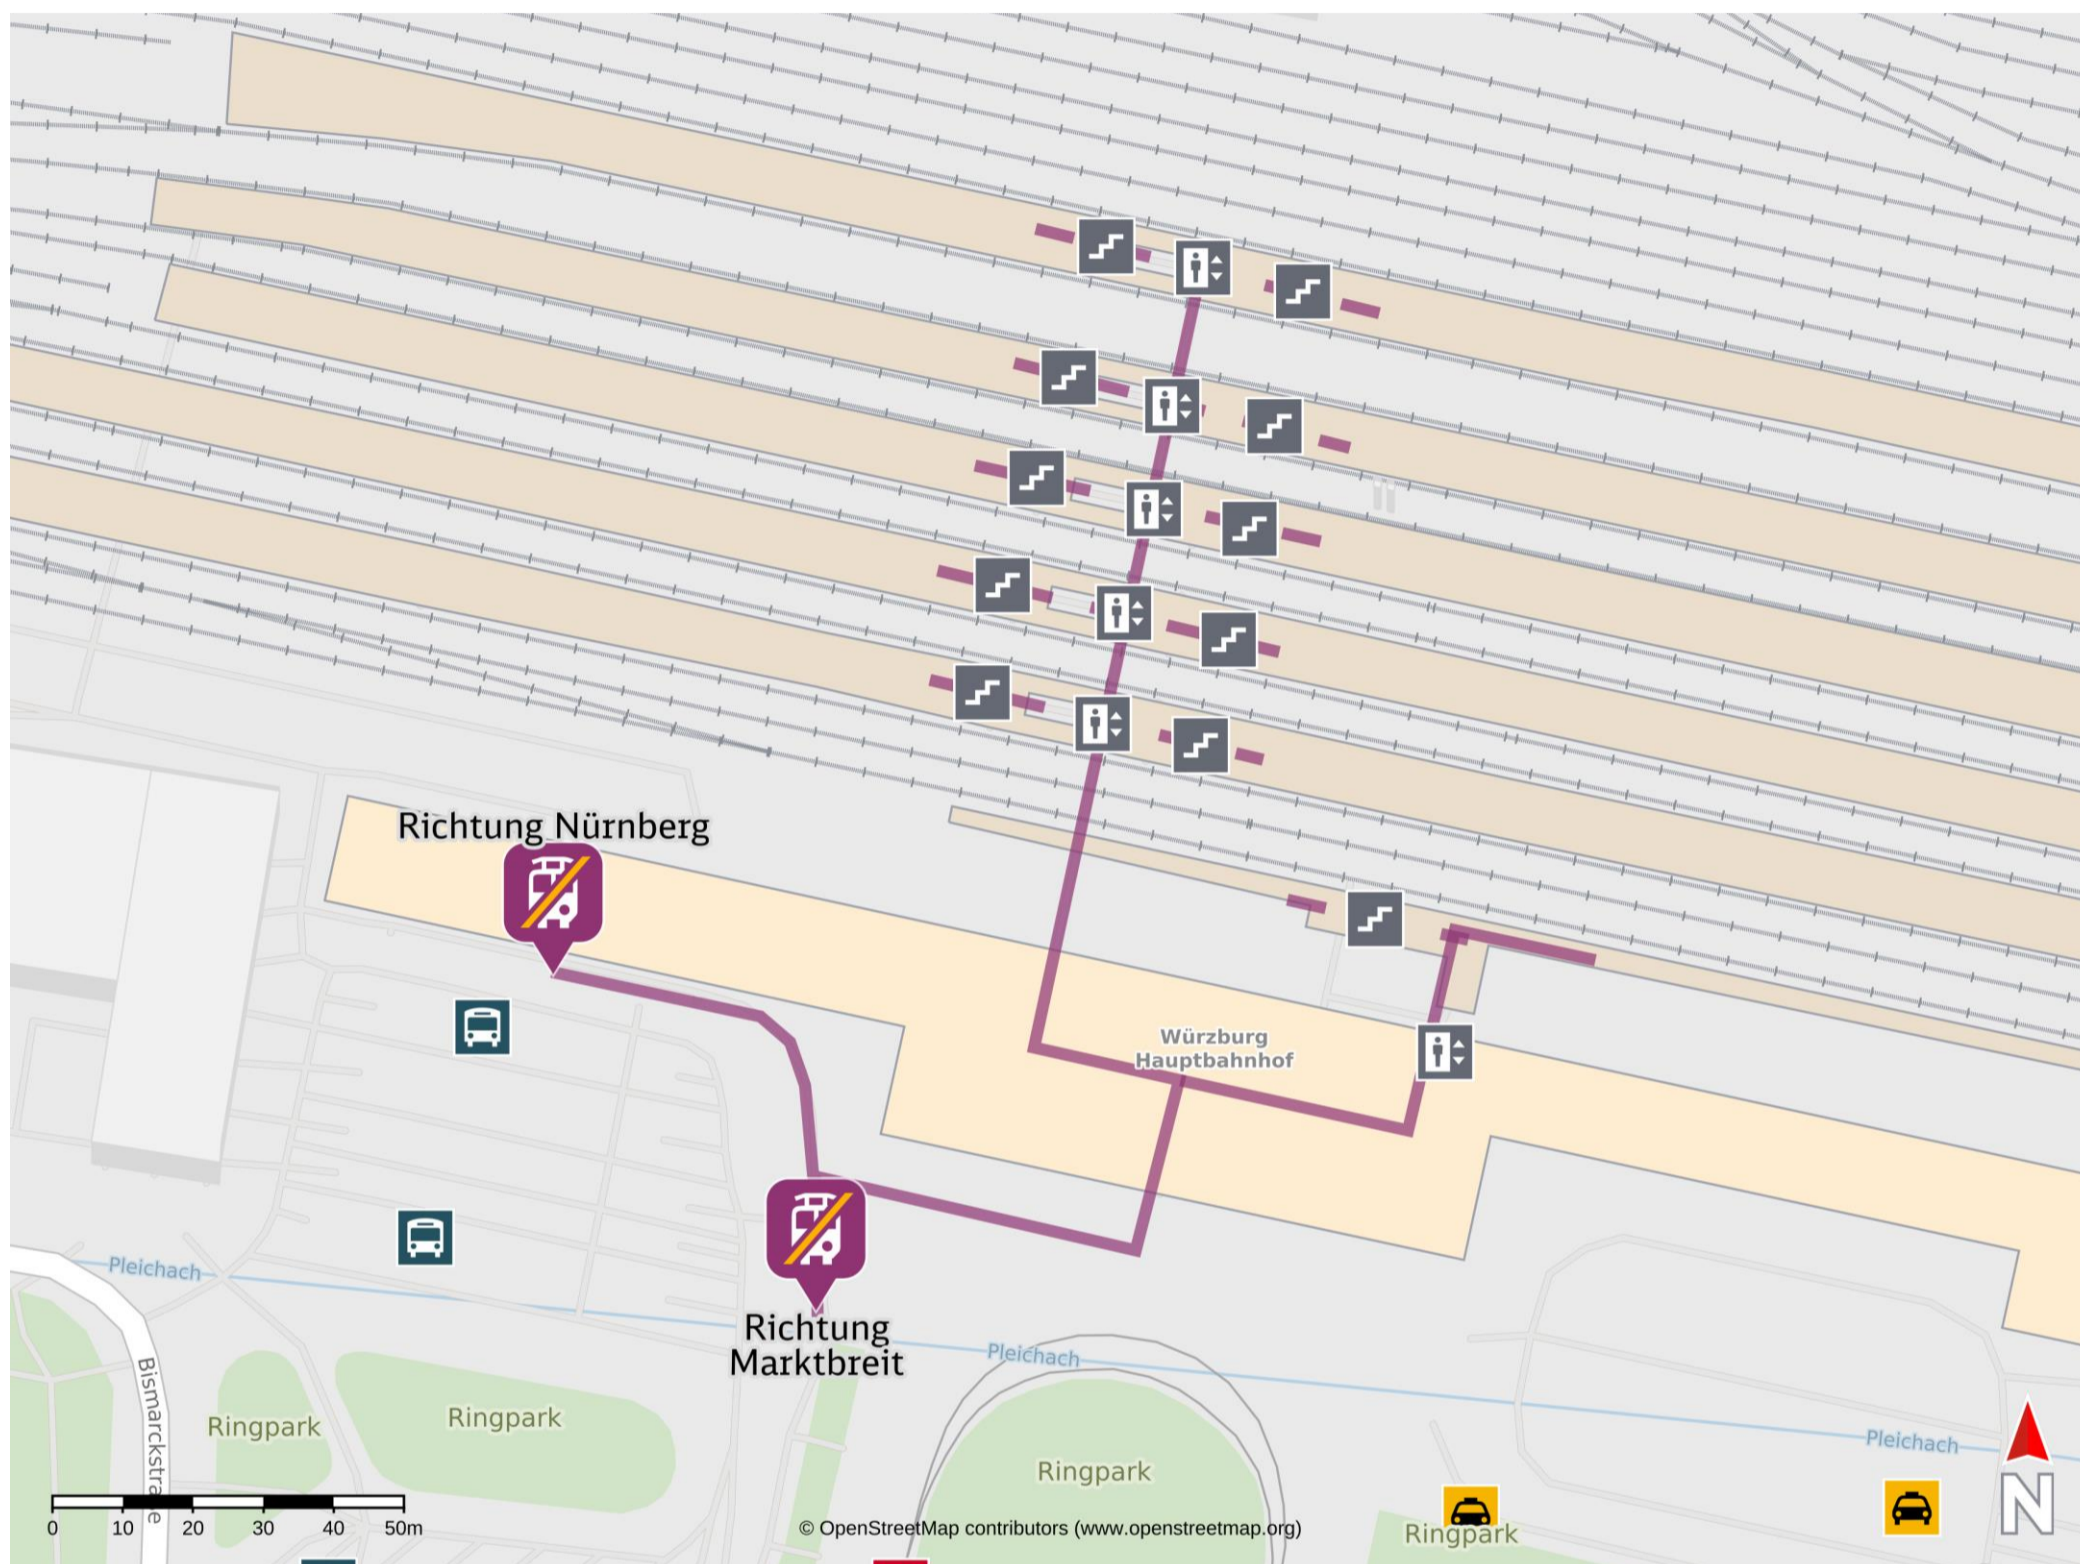 Richtung Nürnberg
Würzburg
Hauptbahnhof
Pleichach
Richtung
Marktbreit
Pleichach
Pleichach
Bismarckstraße
Ringpark
Ringpark
Ringpark
Ringpark
N
0 10 20 30 40 50m
© OpenStreetMap contributors (www.openstreetmap.org)